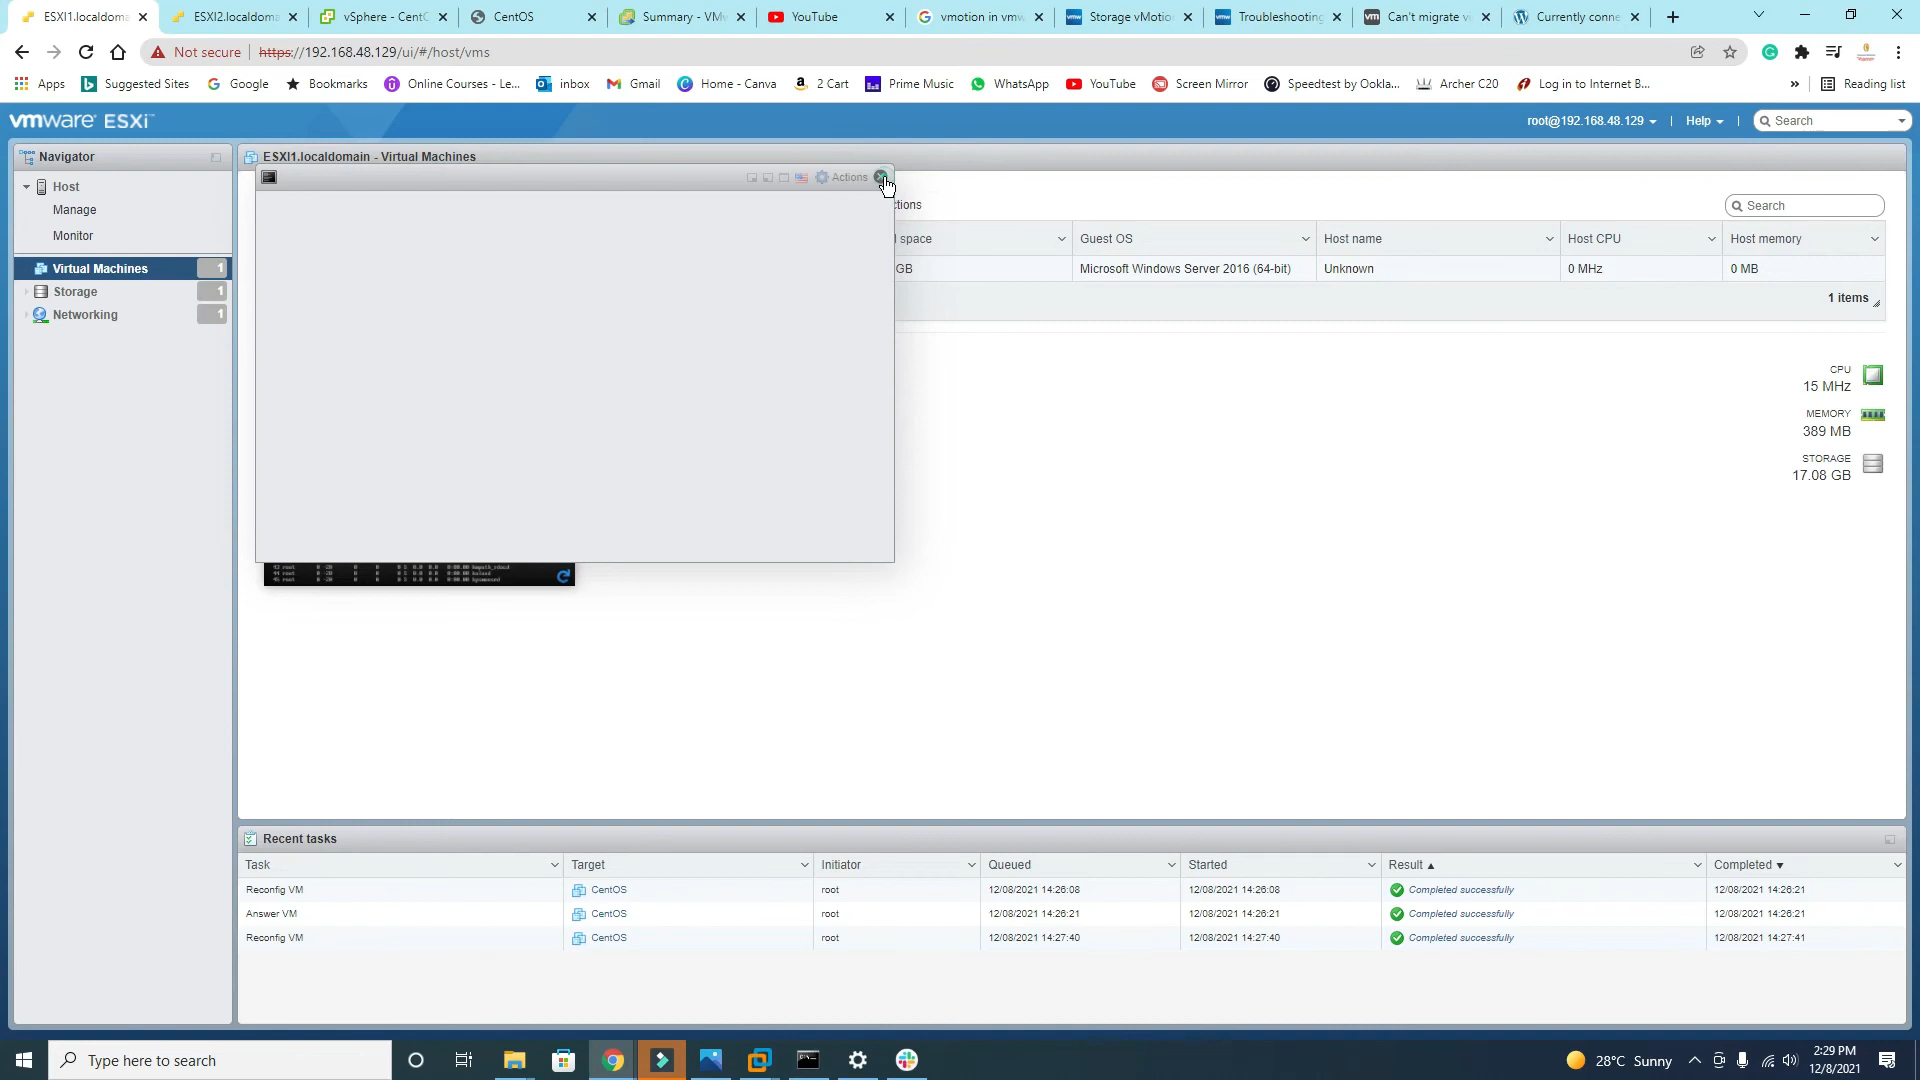 ESXI1.localdoma
ESXI2.localdoma
vSphere - CentC
CentOS
Summary - VMv
YouTube
vmotion in vmw
Storage vMotio
Troubleshooting
Can't migrate v
Currently conne
Not secure
https://192.168.48.129/ui/#/host/vms
Apps
Suggested Sites
Google
Bookmarks
Online Courses - Le...
inbox
Gmail
Home - Canva
2 Cart
Prime Music
WhatsApp
YouTube
Screen Mirror
Speedtest by Ookla...
Archer C20
Log in to Internet B...
»
Reading list
vmware ESXi
root@192.168.48.129
Help
Search
Navigator
Host
Manage
Monitor
Virtual Machines 1
Storage 1
Networking 1
ESXI1.localdomain - Virtual Machines
Actions
ctions
Search
space
Guest OS
Host name
Host CPU
Host memory
GB
Microsoft Windows Server 2016 (64-bit)
Unknown
0 MHz
0 MB
1 items
CPU
15 MHz
MEMORY
389 MB
STORAGE
17.08 GB
Recent tasks
Task
Target
Initiator
Queued
Started
Result
Completed
Reconfig VM
CentOS
root
12/08/2021 14:26:08
12/08/2021 14:26:08
Completed successfully
12/08/2021 14:26:21
Answer VM
CentOS
root
12/08/2021 14:26:21
12/08/2021 14:26:21
Completed successfully
12/08/2021 14:26:21
Reconfig VM
CentOS
root
12/08/2021 14:27:40
12/08/2021 14:27:40
Completed successfully
12/08/2021 14:27:41
Type here to search
28°C Sunny
2:29 PM
12/8/2021